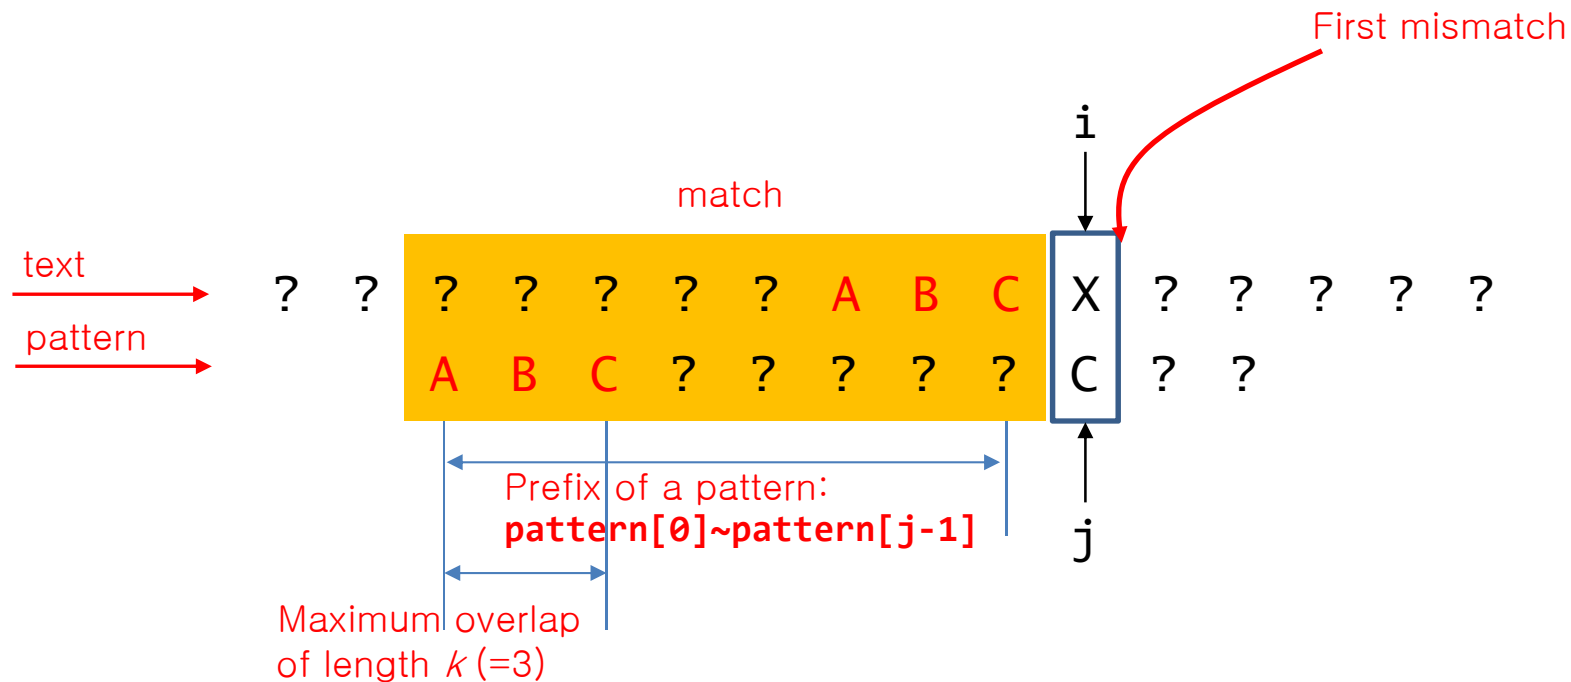 First mismatch
i
match
text
? ? ? ? ? ? ? A B C X ? ? ? ? ?
pattern
A B C ? ? ? ? ? C ? ?
Prefix of a pattern:
pattern[0]~pattern[j-1]
j
Maximum overlap
of length k (=3)